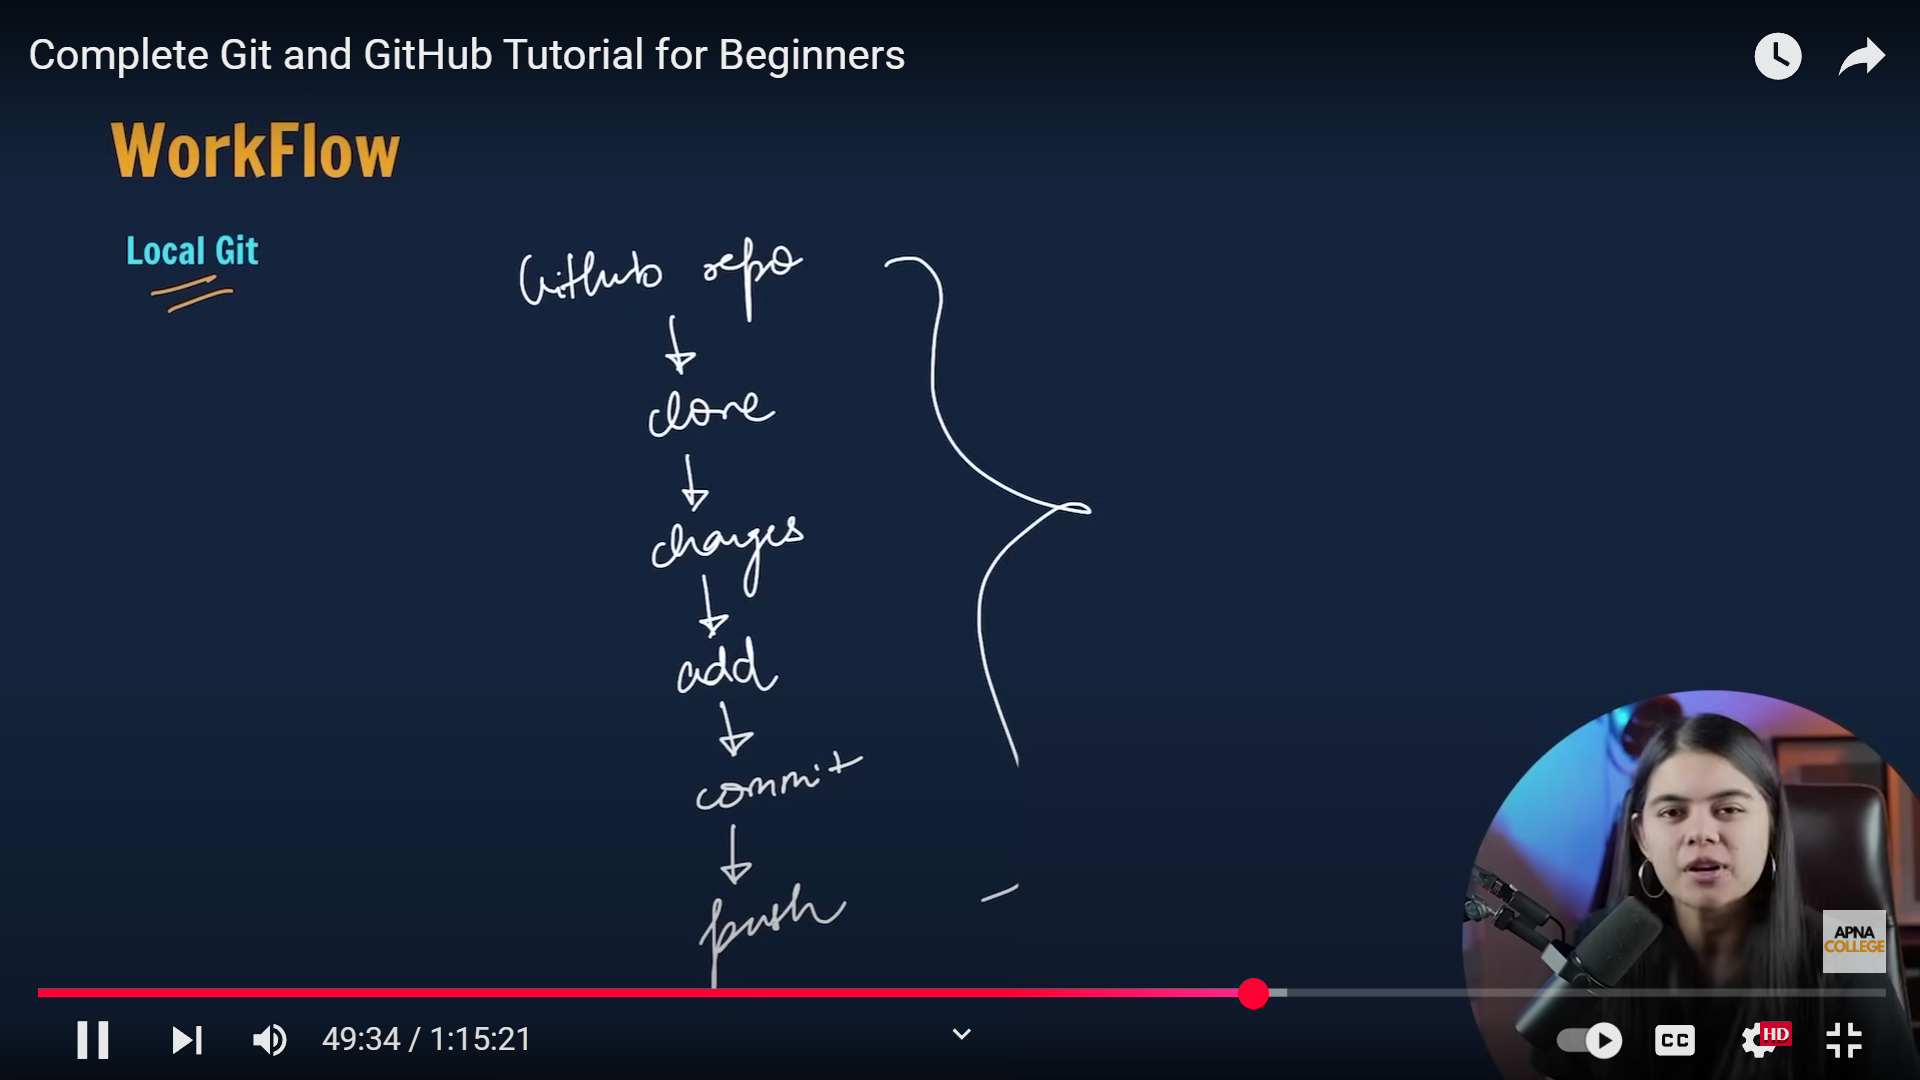 Complete Git and GitHub Tutorial for Beginners
WorkFlow
Local Git
GitHub repo
clone
changes
add
commit
push
APNA
COLLEGE
49:34 / 1:15:21
CC
HD